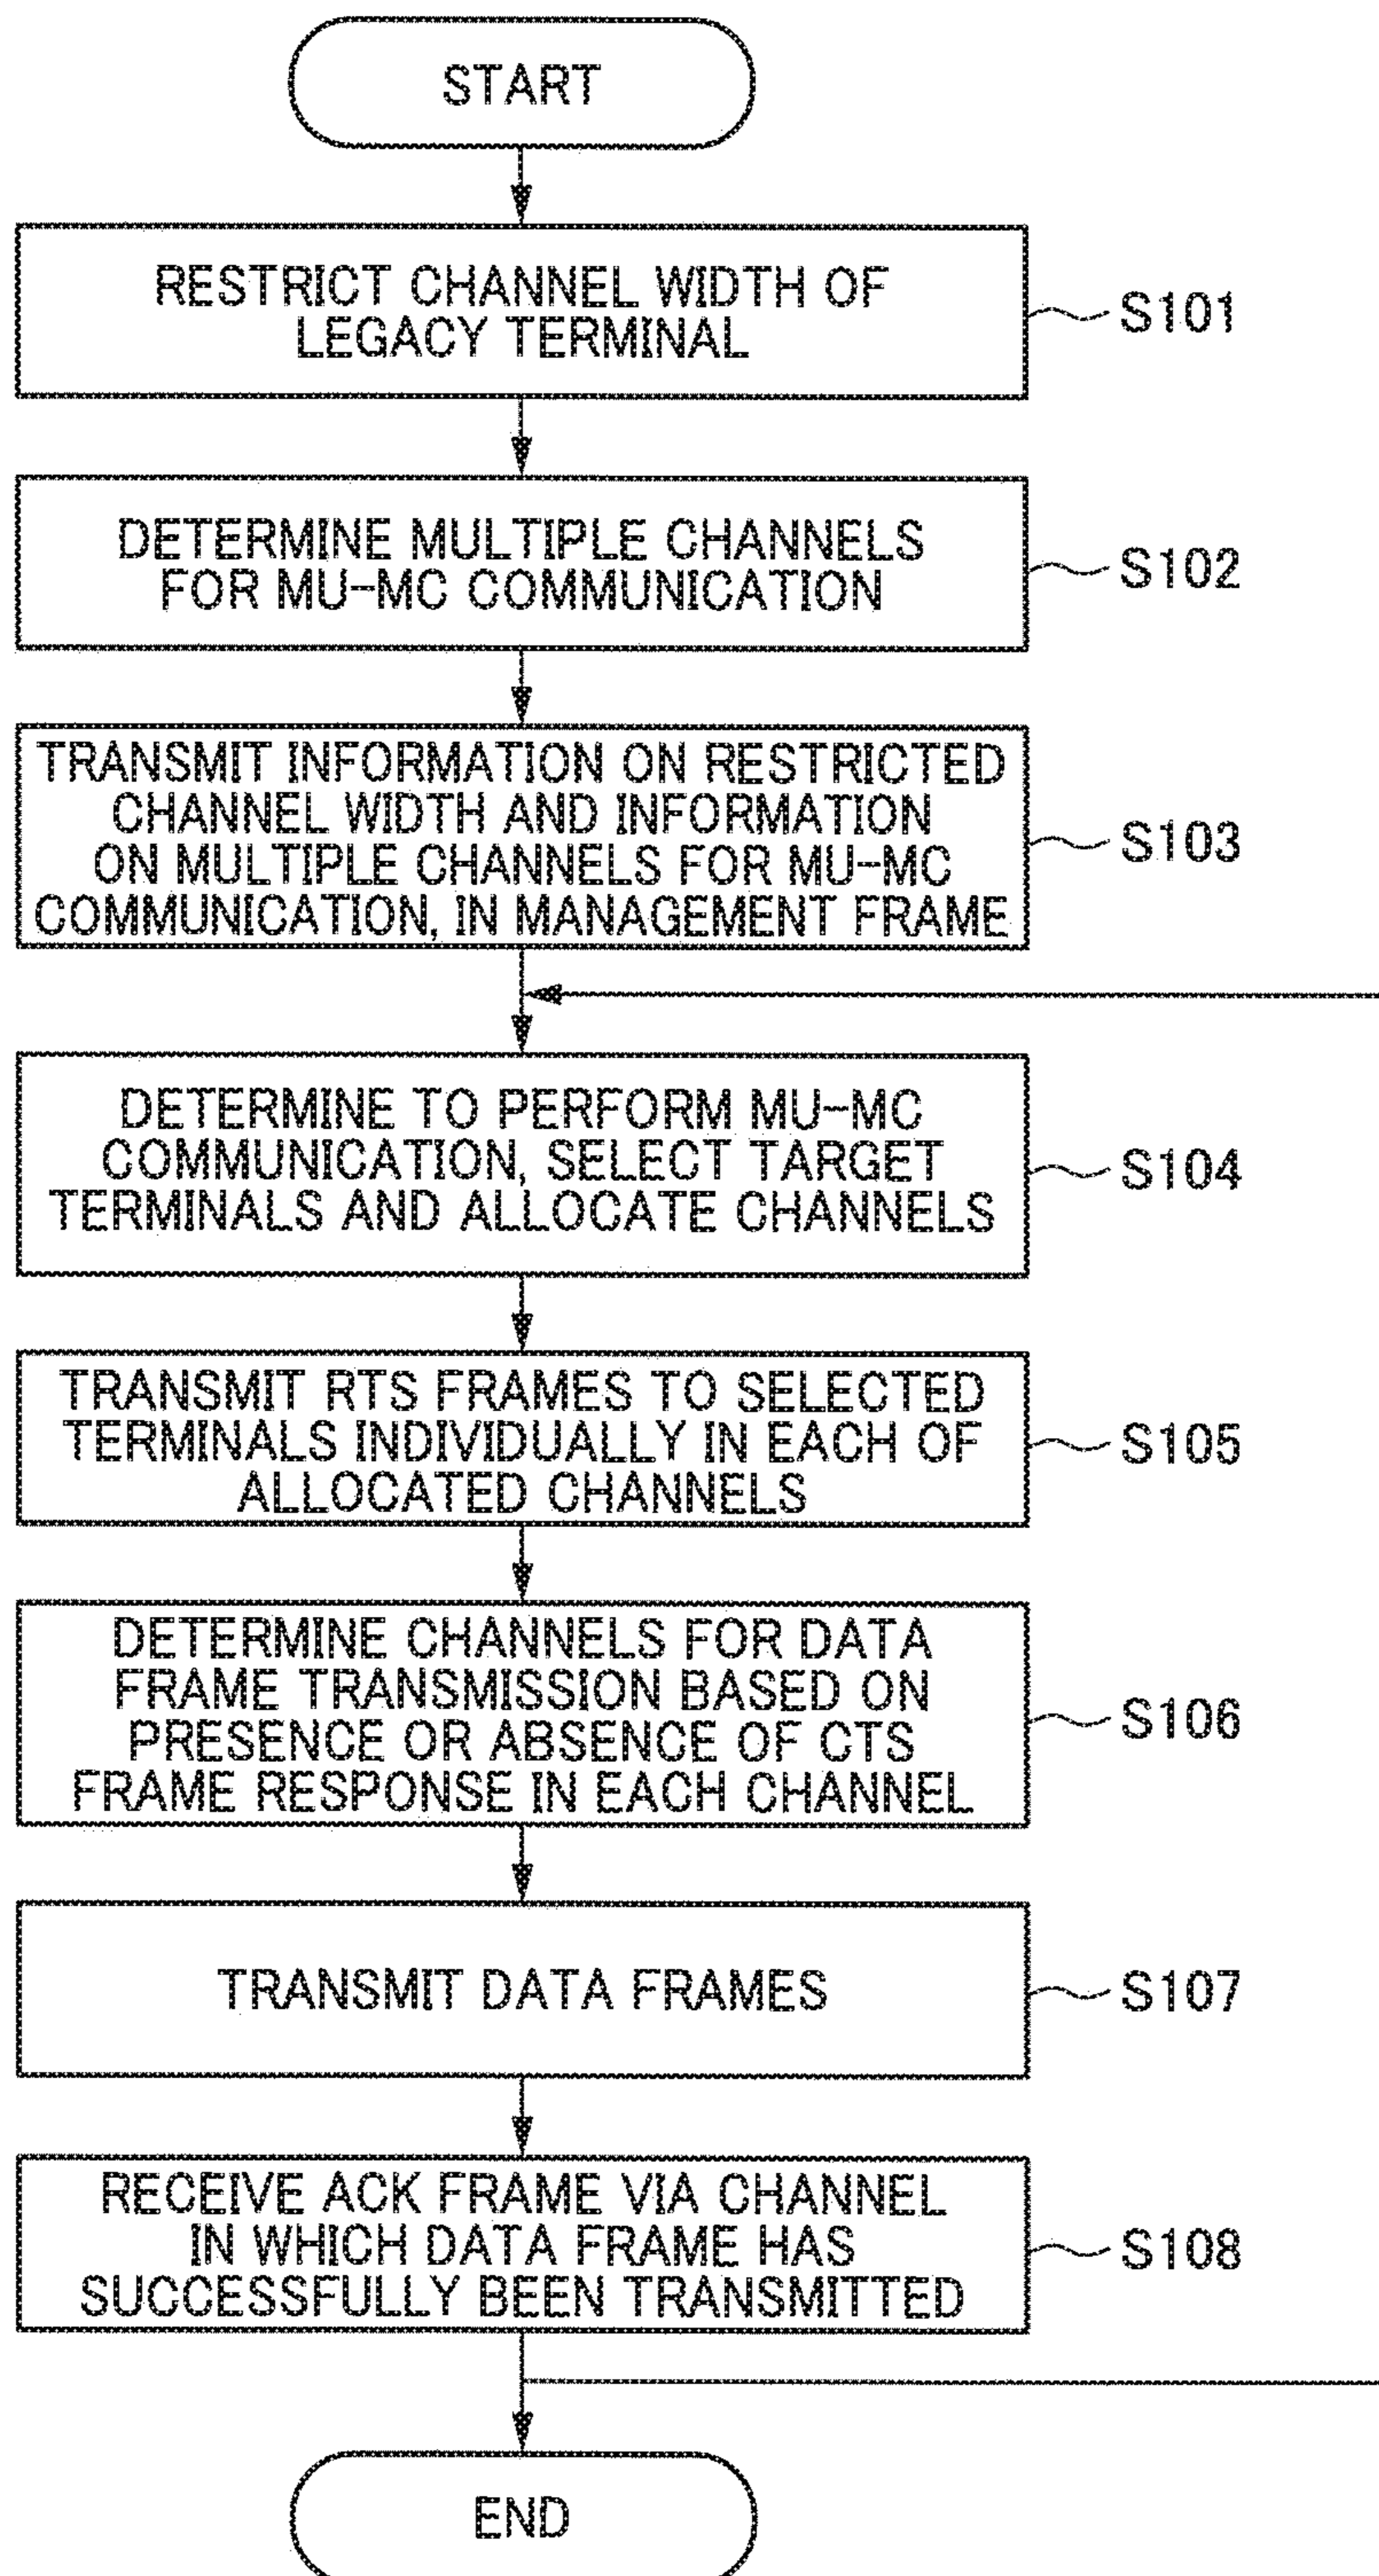 START
RESTRICT CHANNEL WIDTH OF
LEGACY TERMINAL
S101
DETERMINE MULTIPLE CHANNELS
FOR MU-MC COMMUNICATION
S102
TRANSMIT INFORMATION ON RESTRICTED
CHANNEL WIDTH AND INFORMATION
ON MULTIPLE CHANNELS FOR MU-MC
COMMUNICATION, IN MANAGEMENT FRAME
S103
DETERMINE TO PERFORM MU-MC
COMMUNICATION, SELECT TARGET
TERMINALS AND ALLOCATE CHANNELS
S104
TRANSMIT RTS FRAMES TO SELECTED
TERMINALS INDIVIDUALLY IN EACH OF
ALLOCATED CHANNELS
S105
DETERMINE CHANNELS FOR DATA
FRAME TRANSMISSION BASED ON
PRESENCE OR ABSENCE OF CTS
FRAME RESPONSE IN EACH CHANNEL
S106
TRANSMIT DATA FRAMES
S107
RECEIVE ACK FRAME VIA CHANNEL
IN WHICH DATA FRAME HAS
SUCCESSFULLY BEEN TRANSMITTED
S108
END